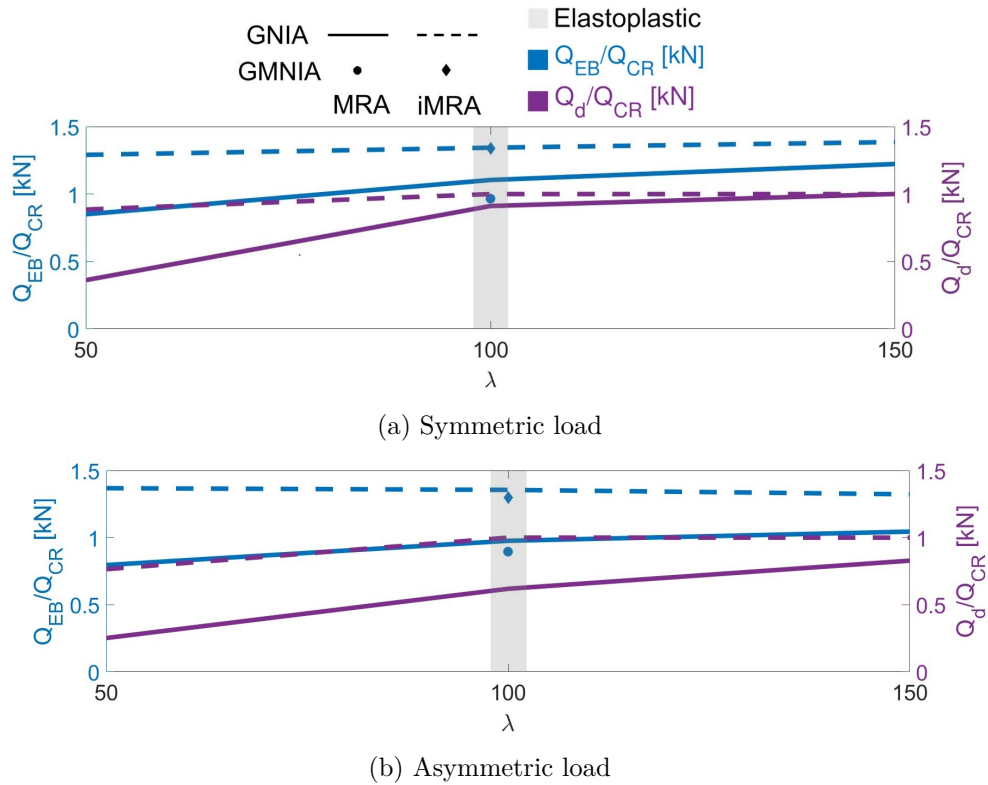 GNIA
GMNIA
MRA iMRA
Elastoplastic
Q_EB/Q_CR [kN]
Q_d/Q_CR [kN]
1.5 1.5
1 1
0.5 0.5
0 0
Q_EB/Q_CR [kN]
Q_d/Q_CR [kN]
50 100 150
λ
(a) Symmetric load
1.5 1.5
1 1
0.5 0.5
0 0
Q_EB/Q_CR [kN]
Q_d/Q_CR [kN]
50 100 150
λ
(b) Asymmetric load